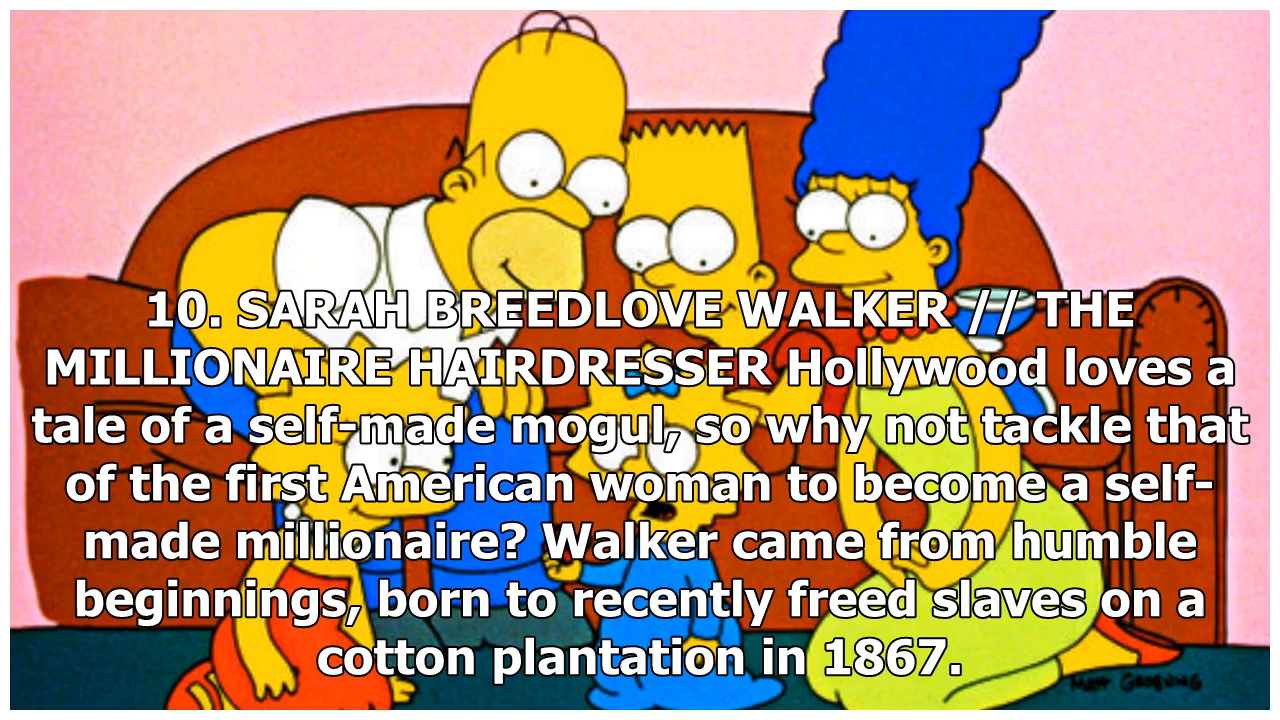 10. SARAH BREEDLOVE WALKER // THE
MILLIONAIRE HAIRDRESSER Hollywood loves a
tale of a self-made mogul, so why not tackle that
of the first American woman to become a self-
made millionaire? Walker came from humble
beginnings, born to recently freed slaves on a
cotton plantation in 1867.
MATT GROENING